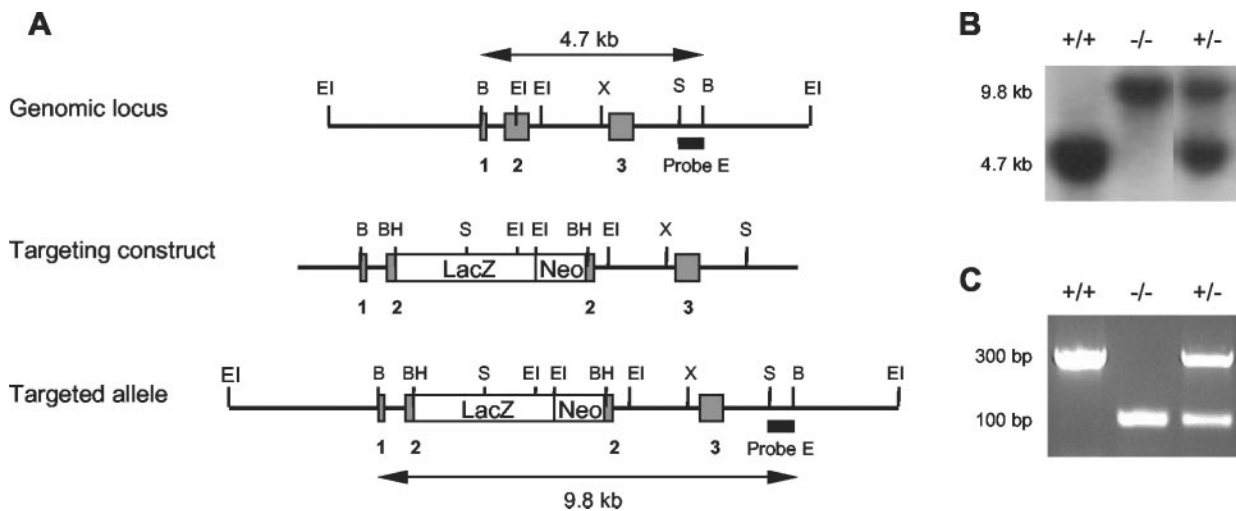 A
4.7 kb
EI B EI EI X S B EI
Genomic locus
1 2 3 Probe E
B BH S EI EI BH EI X S
Targeting construct
LacZ Neo
1 2 2 3
EI B BH S EI EI BH EI X S B EI
Targeted allele
LacZ Neo
1 2 2 3 Probe E
9.8 kb
B
+/+ -/- +/-
9.8 kb
4.7 kb
C
+/+ -/- +/-
300 bp
100 bp